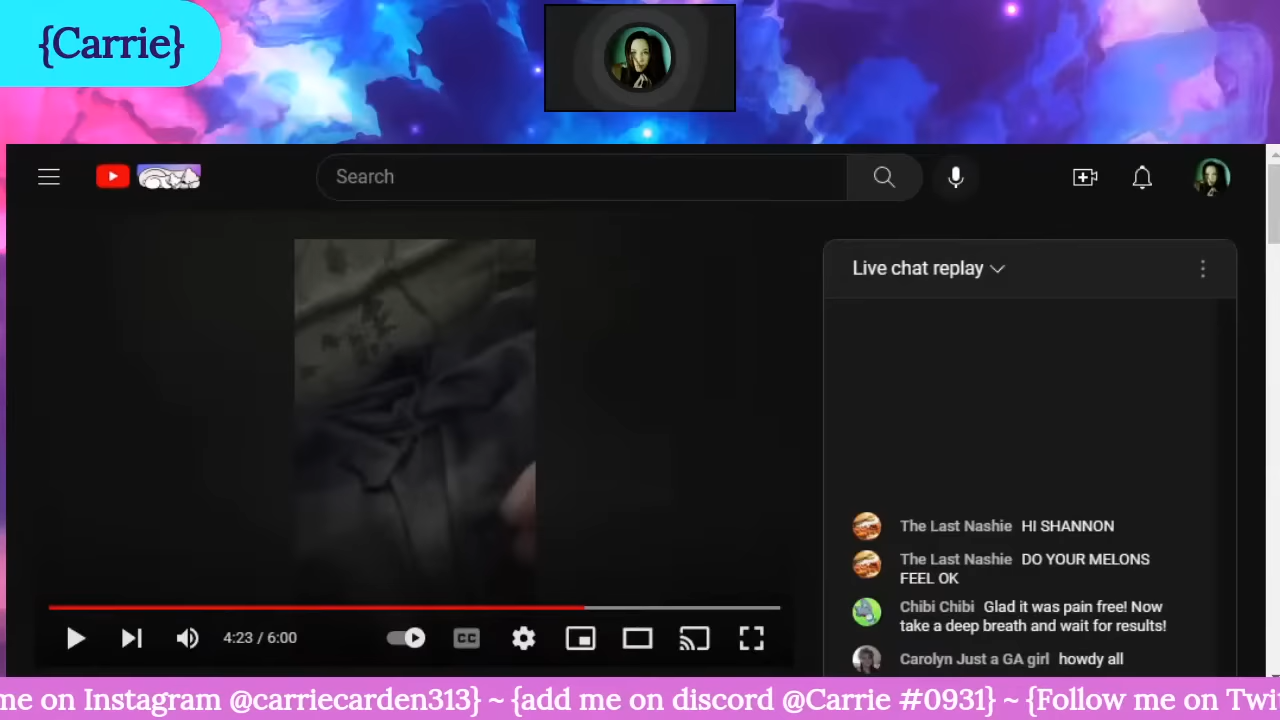 {Carrie}
Search
Live chat replay
The Last Nashie HI SHANNON
The Last Nashie DO YOUR MELONS
FEEL OK
Chibi Chibi Glad it was pain free! Now
take a deep breath and wait for results!
Carolyn Just a GA girl howdy all
4:23 / 6:00
CC
me on Instagram @carriecarden313} ~ {add me on discord @Carrie #0931} ~ {Follow me on Twi